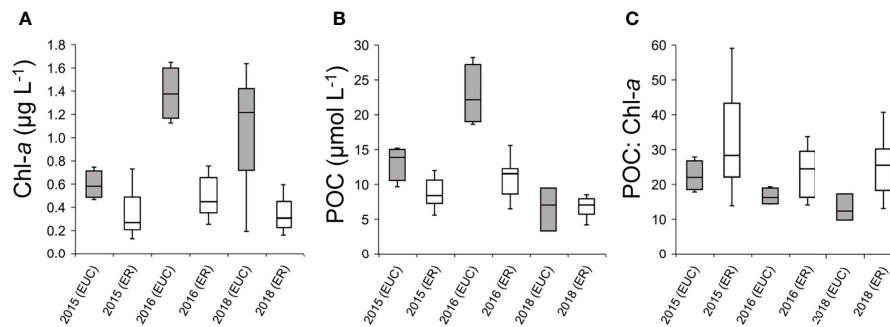 A
Chl-a (µg L-1)
1.8
1.6
1.4
1.2
1.0
0.8
0.6
0.4
0.2
0.0
2015 (EUC)
2015 (ER)
2016 (EUC)
2016 (ER)
2018 (EUC)
2018 (ER)
B
POC (µmol L-1)
30
25
20
15
10
5
0
2015 (EUC)
2015 (ER)
2016 (EUC)
2016 (ER)
2018 (EUC)
2018 (ER)
C
POC: Chl-a
60
50
40
30
20
10
0
2015 (EUC)
2015 (ER)
2016 (EUC)
2016 (ER)
2018 (EUC)
2018 (ER)